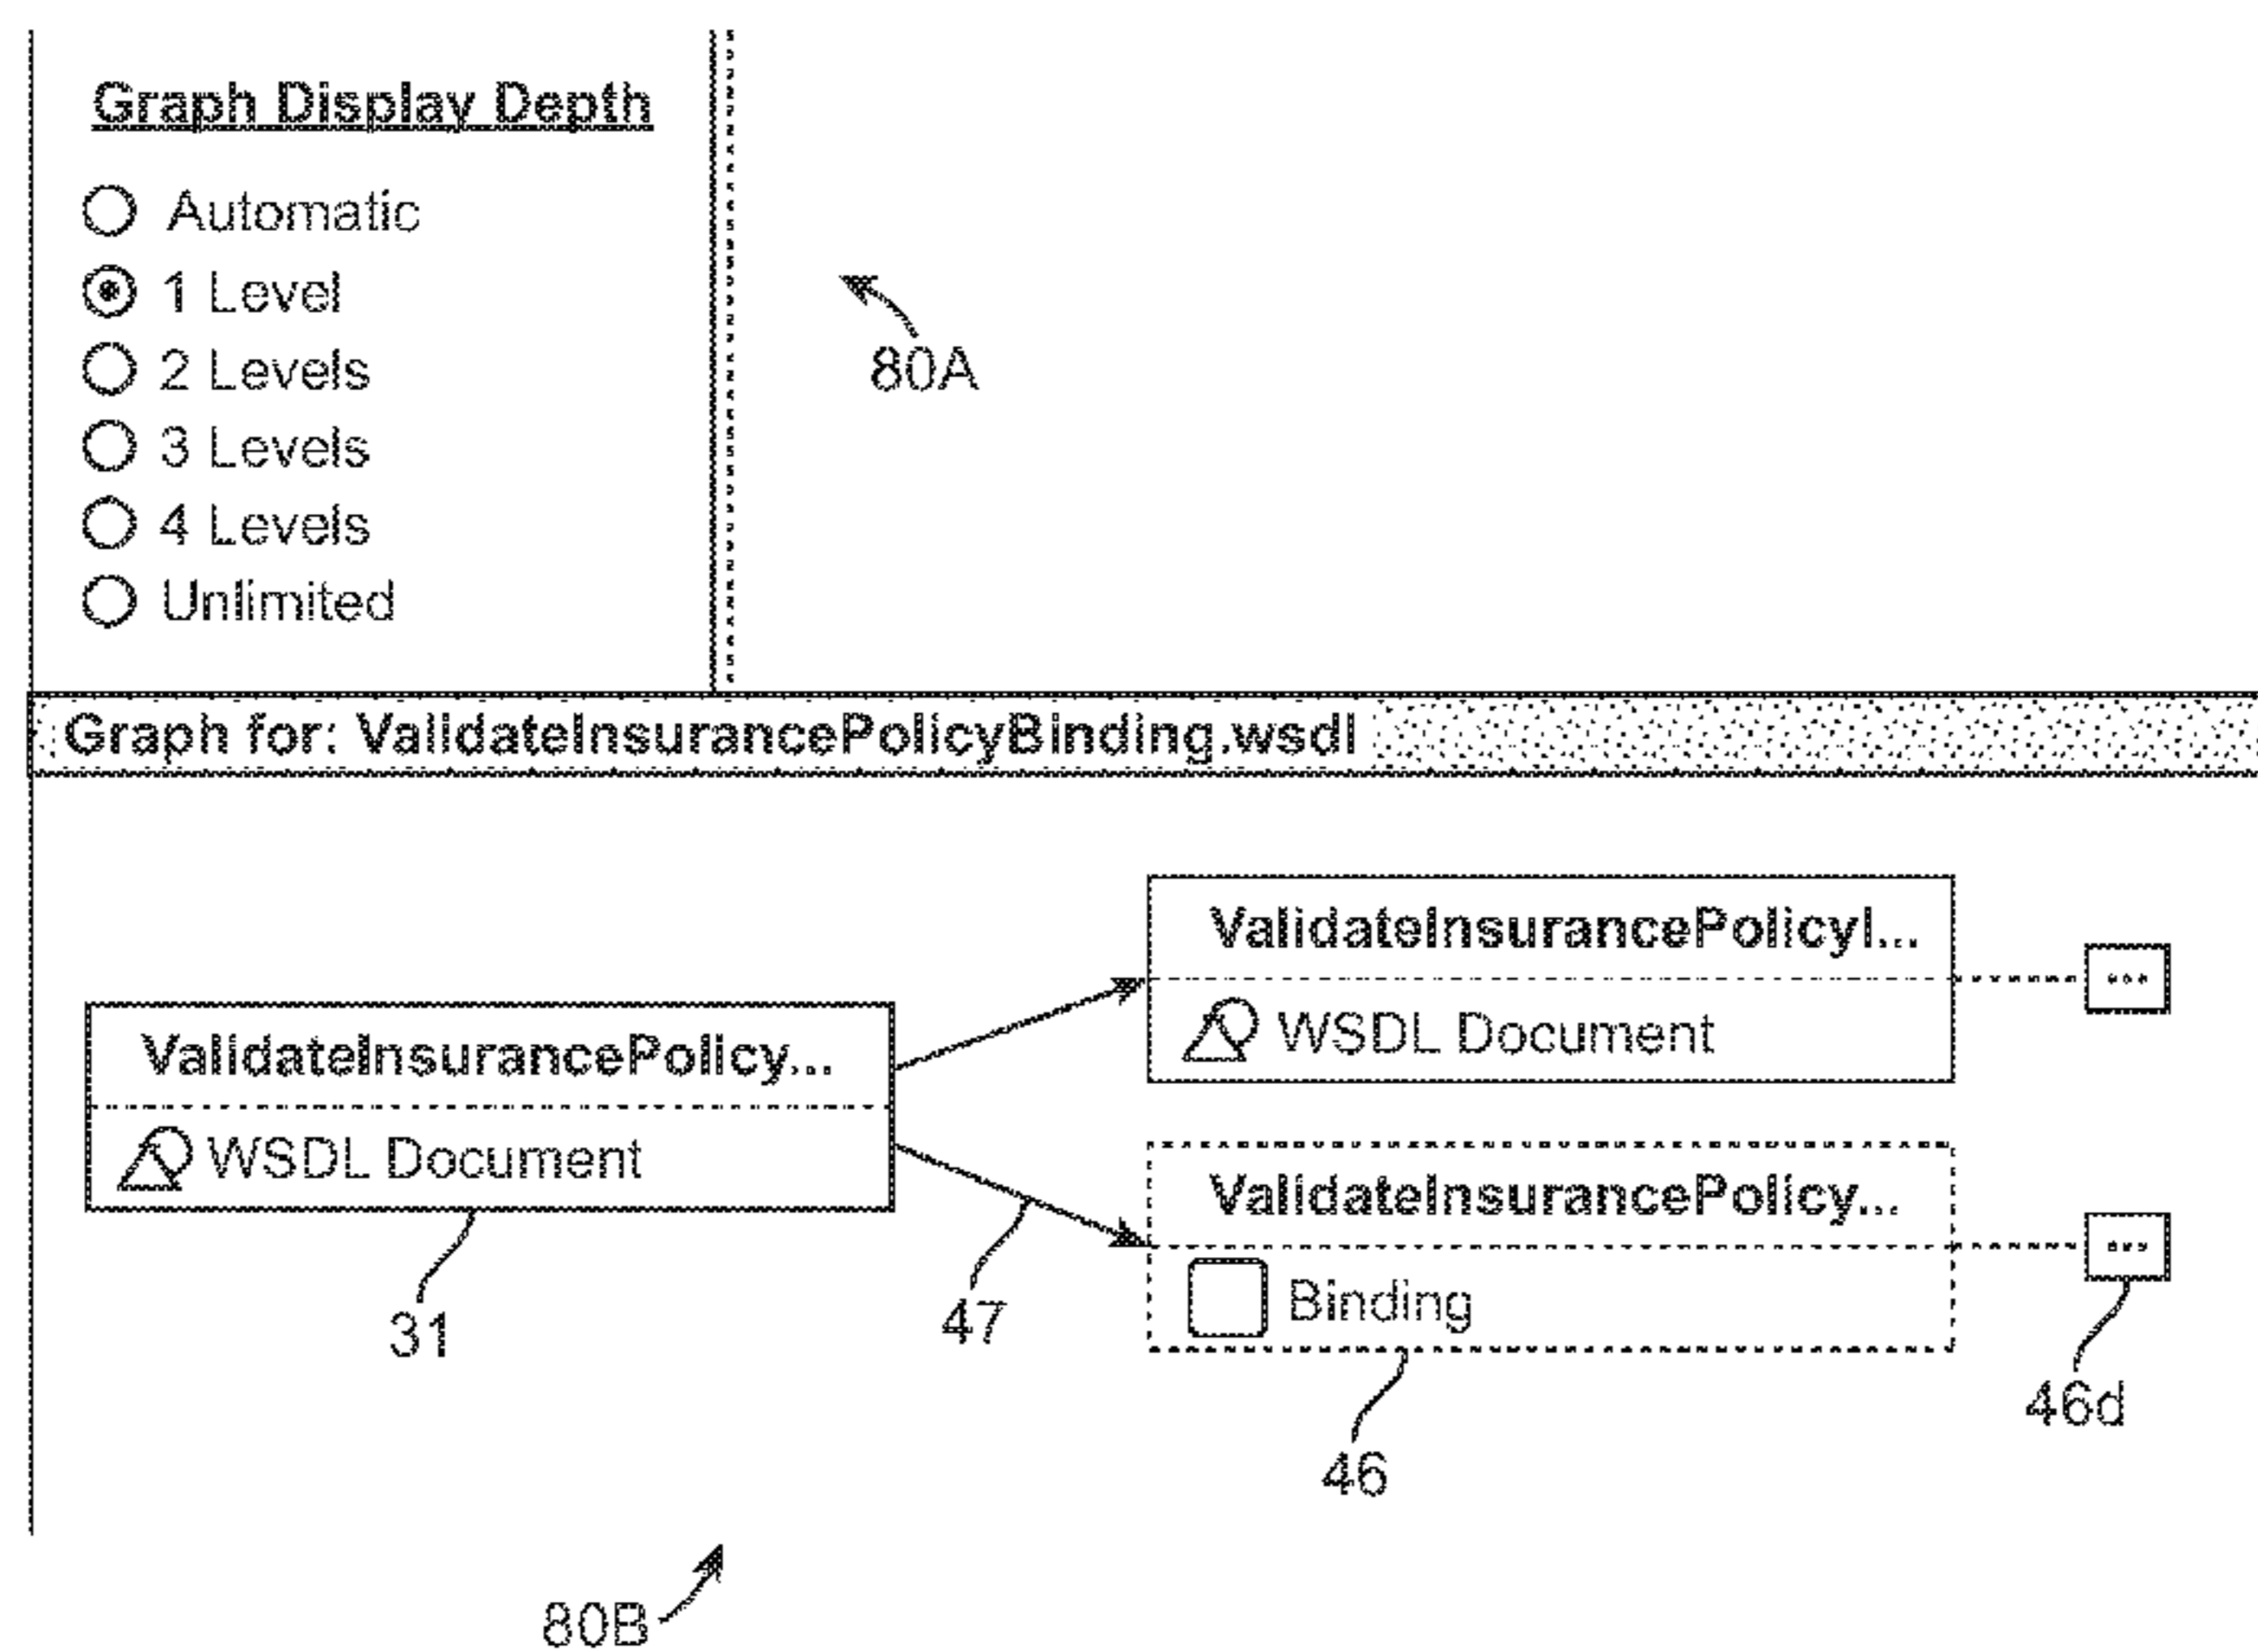 Graph Display Depth
Automatic
1 Level
80A
2 Levels
3 Levels
4 Levels
Unlimited
Graph for: ValidateInsurancePolicyBinding.wsdl
ValidateInsurancePolicyI...
...
WSDL Document
ValidateInsurancePolicy...
WSDL Document
ValidateInsurancePolicy...
...
Binding
31
47
46d
46
80B